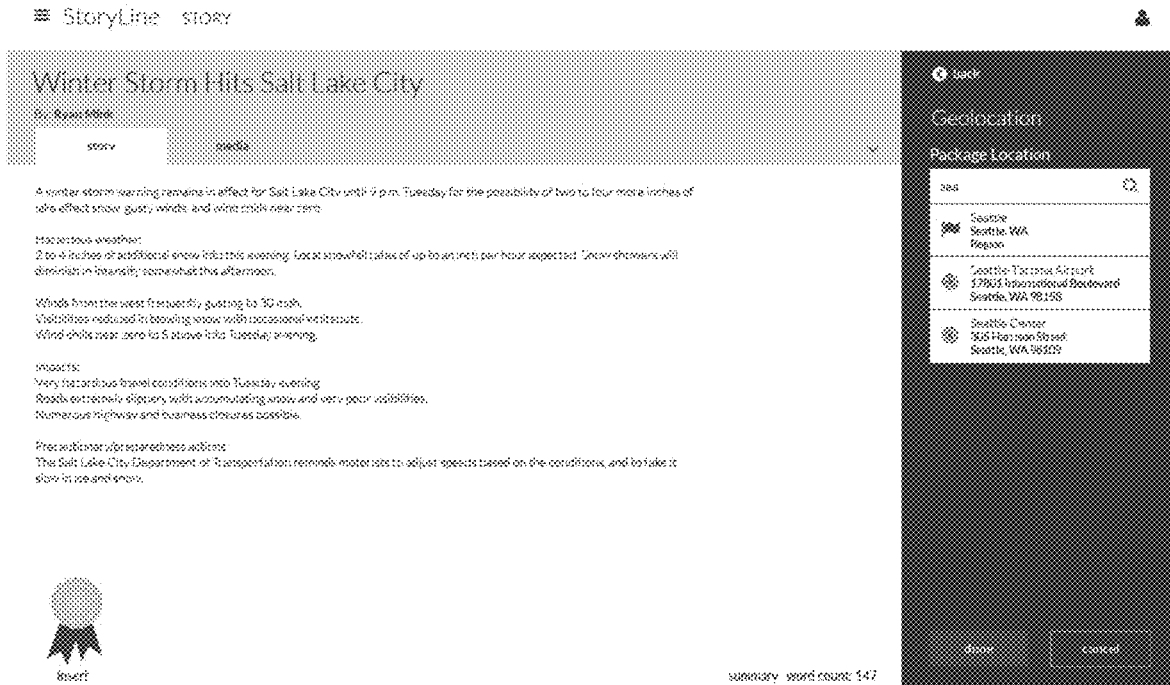 StoryLine STORY
Winter Storm Hits Salt Lake City
By: Ryan Mink
story media
A winter storm warning remains in effect for Salt Lake City until 9 p.m. Tuesday for the possibility of two to four more inches of
lake effect snow, gusty winds, and wind chills near zero.
Hazardous weather:
2 to 4 inches of additional snow into this evening. Local snowfall rates of up to an inch per hour expected. Snow showers will
diminish in intensity somewhat this afternoon.
Winds from the west frequently gusting to 30 mph.
Visibilities reduced in blowing snow with occasional whiteouts.
Wind chills near zero to 5 above into Tuesday evening.
Impacts:
Very hazardous travel conditions into Tuesday evening
Roads extremely slippery with accumulating snow and very poor visibilities.
Numerous highway and business closures possible.
Precautionary/preparedness actions:
The Salt Lake City Department of Transportation reminds motorists to adjust speeds based on the conditions, and to take it
slow in ice and snow.
Insert
summary word count: 147
back
Geolocation
Package Location
sea
Seattle
Seattle, WA
Region
Seattle-Tacoma Airport
17801 International Boulevard
Seattle, WA 98158
Seattle Center
305 Harrison Street
Seattle, WA 98109
done cancel